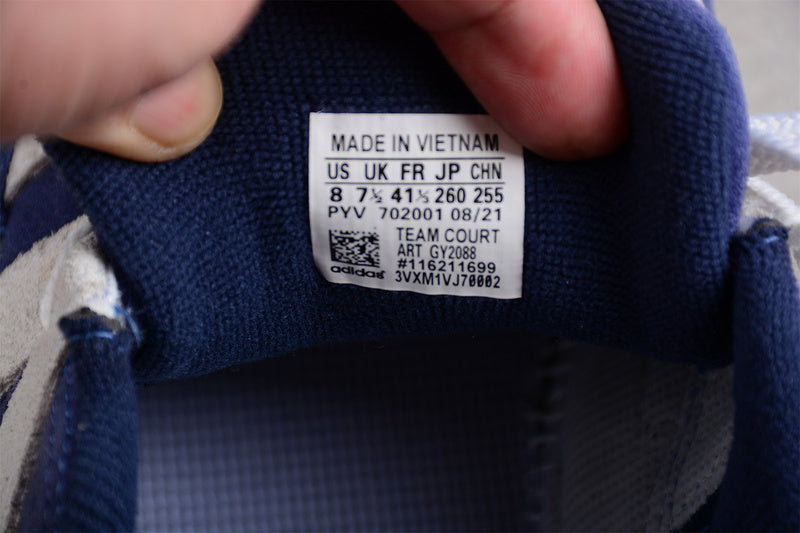 MADE IN VIETNAM
US UK FR JP CHN
8 7½ 41⅓ 260 255
PYV 702001 08/21
TEAM COURT
ART GY2088
#116211699
adidas 3VXM1VJ70002